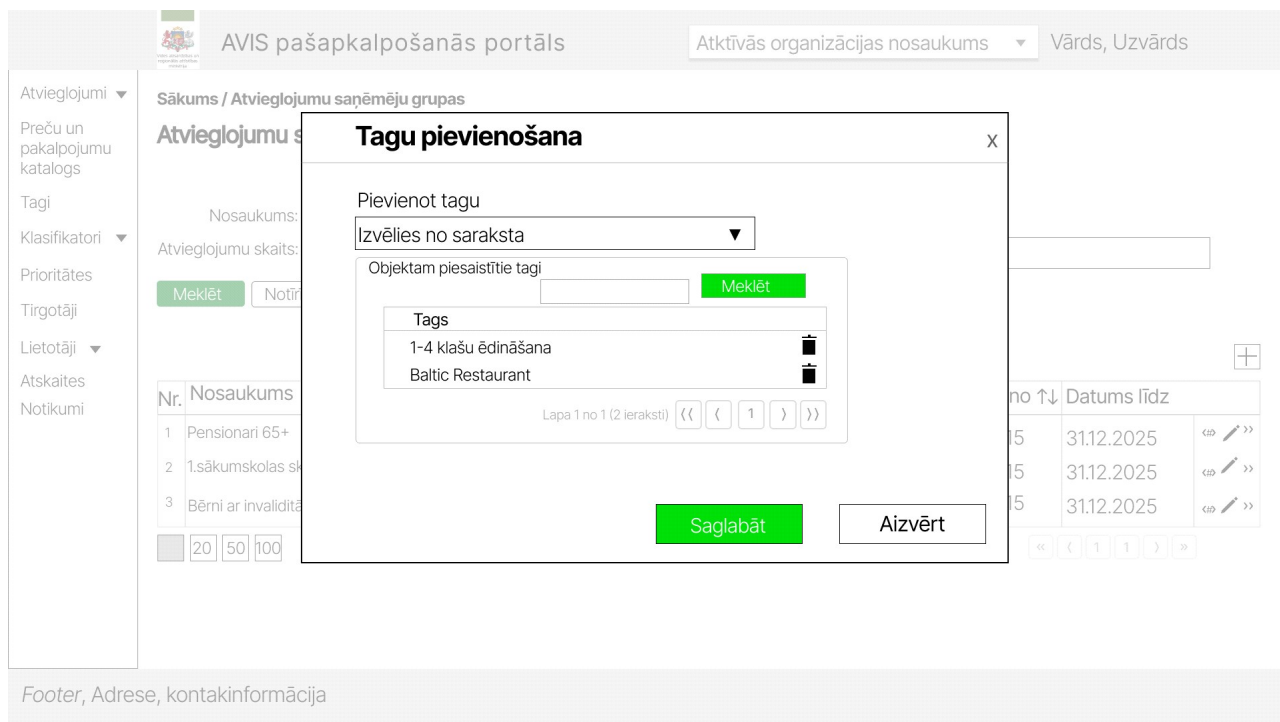 AVIS pašapkalpošanās portāls
Atktīvās organizācijas nosaukums ▼
Vārds, Uzvārds
Atvieglojumi ▼
Preču un
pakalpojumu
katalogs
Tagi
Klasifikatori ▼
Prioritātes
Tirgotāji
Lietotāji ▼
Atskaites
Notikumi
Sākums / Atvieglojumu saņēmēju grupas
Atvieglojumu s
Nosaukums:
Atvieglojumu skaits:
Meklēt
Notīr
Tagu pievienošana
x
Pievienot tagu
Izvēlies no saraksta ▼
Objektam piesaistītie tagi
Meklēt
Tags
1-4 klašu ēdināšana
Baltic Restaurant
Lapa 1 no 1 (2 ieraksti) ⟨⟨ ⟨ 1 ⟩ ⟩⟩
Saglabāt
Aizvērt
Nr. Nosaukums no ↑↓ Datums līdz
1 Pensionari 65+ 15 31.12.2025
2 1.sākumskolas sk 15 31.12.2025
3 Bērni ar invaliditā 15 31.12.2025
20 50 100
« ⟨ 1 1 ⟩ »
Footer, Adrese, kontakinformācija